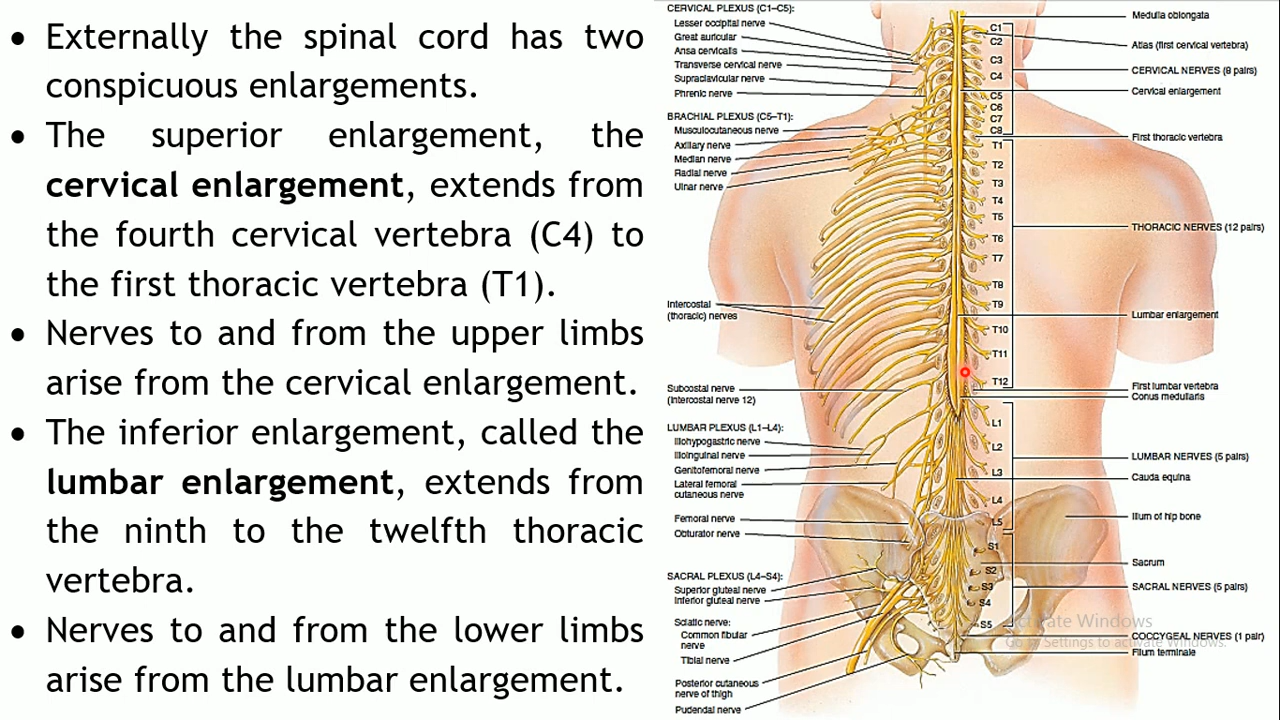 • Externally the spinal cord has two
conspicuous enlargements.
• The superior enlargement, the
cervical enlargement, extends from
the fourth cervical vertebra (C4) to
the first thoracic vertebra (T1).
• Nerves to and from the upper limbs
arise from the cervical enlargement.
• The inferior enlargement, called the
lumbar enlargement, extends from
the ninth to the twelfth thoracic
vertebra.
• Nerves to and from the lower limbs
arise from the lumbar enlargement.
CERVICAL PLEXUS (C1–C5):
Lesser occipital nerve
Great auricular
Ansa cervicalis
Transverse cervical nerve
Supraclavicular nerve
Phrenic nerve
BRACHIAL PLEXUS (C5–T1):
Musculocutaneous nerve
Axillary nerve
Median nerve
Radial nerve
Ulnar nerve
Intercostal
(thoracic) nerves
Subcostal nerve
(intercostal nerve 12)
LUMBAR PLEXUS (L1–L4):
Iliohypogastric nerve
Ilioinguinal nerve
Genitofemoral nerve
Lateral femoral
cutaneous nerve
Femoral nerve
Obturator nerve
SACRAL PLEXUS (L4–S4):
Superior gluteal nerve
Inferior gluteal nerve
Sciatic nerve:
Common fibular
nerve
Tibial nerve
Posterior cutaneous
nerve of thigh
Pudendal nerve
C1
C2
C3
C4
C5
C6
C7
C8
T1
T2
T3
T4
T5
T6
T7
T8
T9
T10
T11
T12
L1
L2
L3
L4
L5
S1
S2
S3
S4
S5
Medulla oblongata
Atlas (first cervical vertebra)
CERVICAL NERVES (8 pairs)
Cervical enlargement
First thoracic vertebra
THORACIC NERVES (12 pairs)
Lumbar enlargement
First lumbar vertebra
Conus medullaris
LUMBAR NERVES (5 pairs)
Cauda equina
Ilium of hip bone
Sacrum
SACRAL NERVES (5 pairs)
Activate Windows
Go to Settings to activate Windows.
COCCYGEAL NERVES (1 pair)
Filum terminale